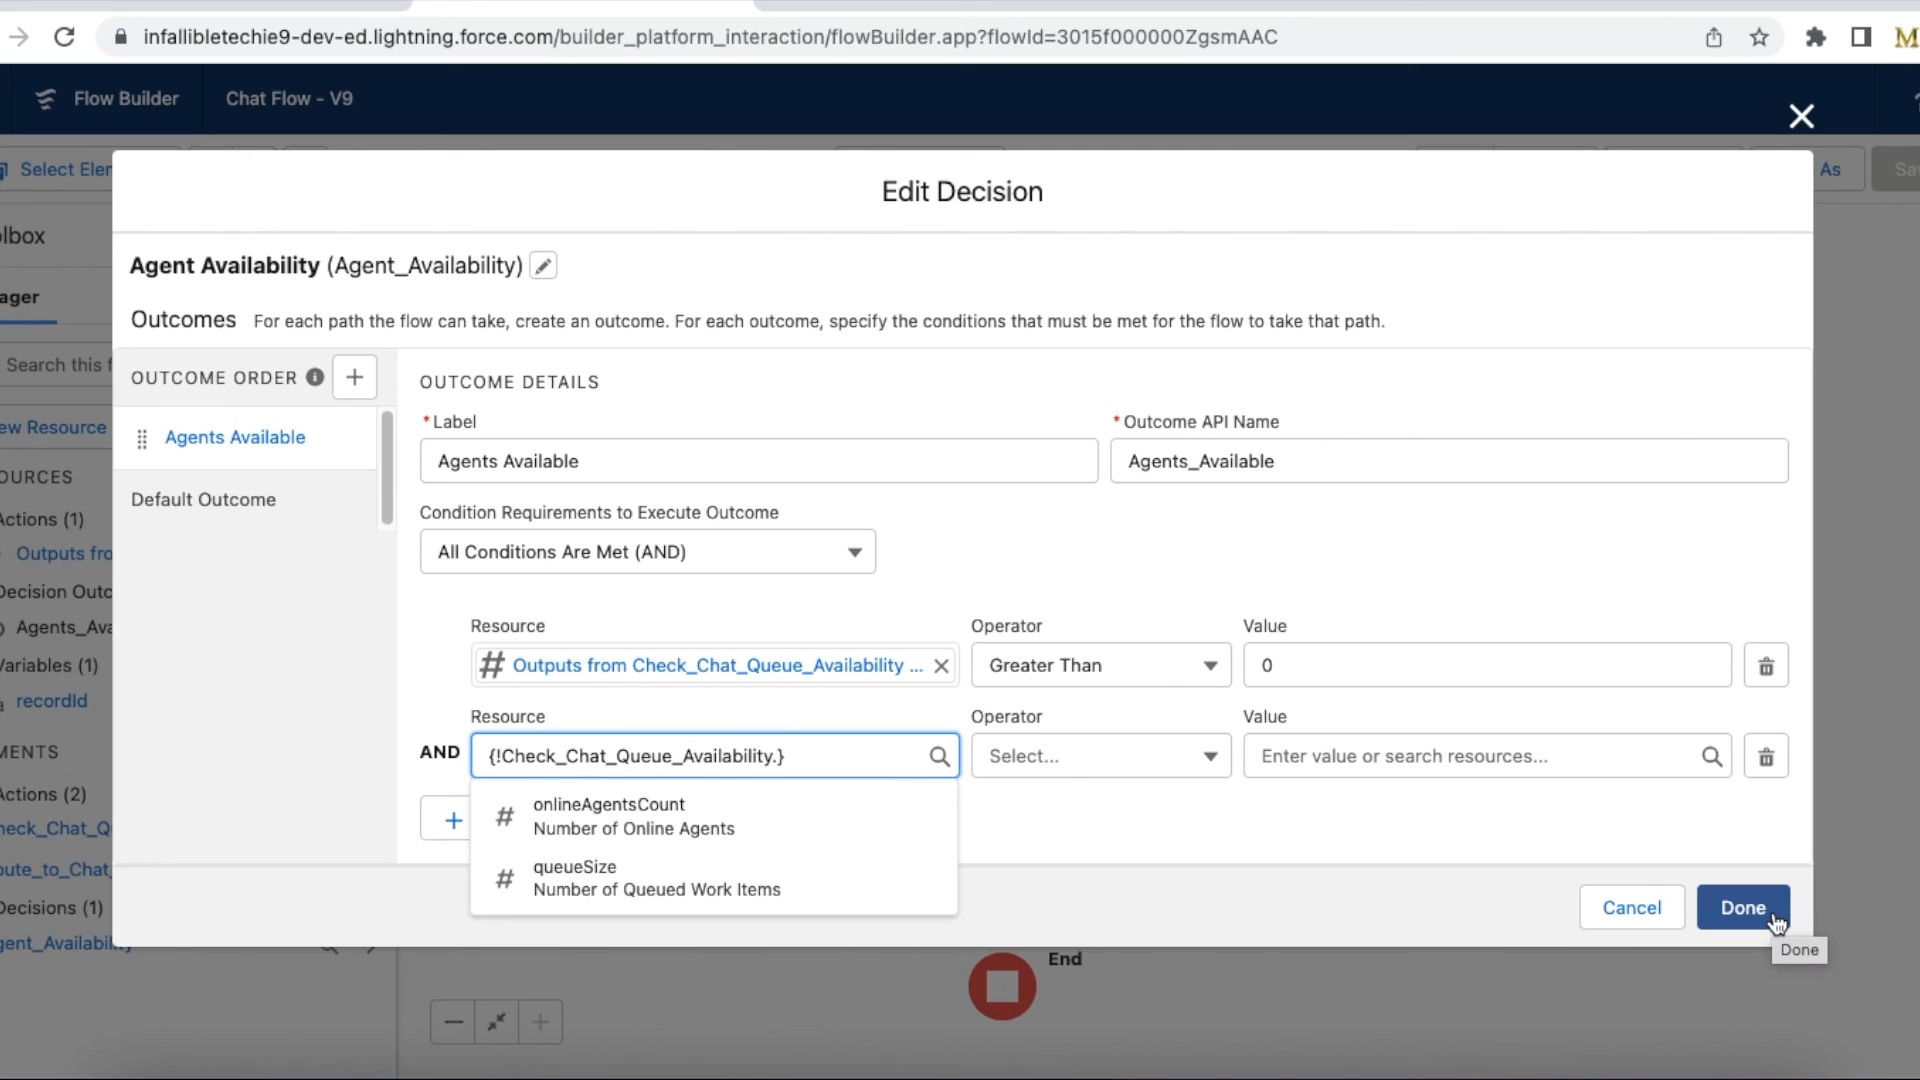 infallibletechie9-dev-ed.lightning.force.com/builder_platform_interaction/flowBuilder.app?flowId=3015f000000ZgsmAAC
M
Flow Builder
Chat Flow - V9
Select Elem
As
Sav
lbox
Edit Decision
Agent Availability (Agent_Availability)
ager
Outcomes For each path the flow can take, create an outcome. For each outcome, specify the conditions that must be met for the flow to take that path.
Search this f
OUTCOME ORDER
OUTCOME DETAILS
* Label
* Outcome API Name
ew Resource
Agents Available
Agents Available
Agents_Available
OURCES
Default Outcome
Condition Requirements to Execute Outcome
Actions (1)
Outputs fro
All Conditions Are Met (AND)
Decision Outc
Agents_Ava
Resource
Operator
Value
Variables (1)
# Outputs from Check_Chat_Queue_Availability ...
Greater Than
0
recordId
Resource
Operator
Value
MENTS
AND
{!Check_Chat_Queue_Availability.}
Select...
Enter value or search resources...
Actions (2)
# onlineAgentsCount
Number of Online Agents
heck_Chat_Q
oute_to_Chat_
# queueSize
Number of Queued Work Items
Decisions (1)
Cancel
Done
gent_Availability
Done
End